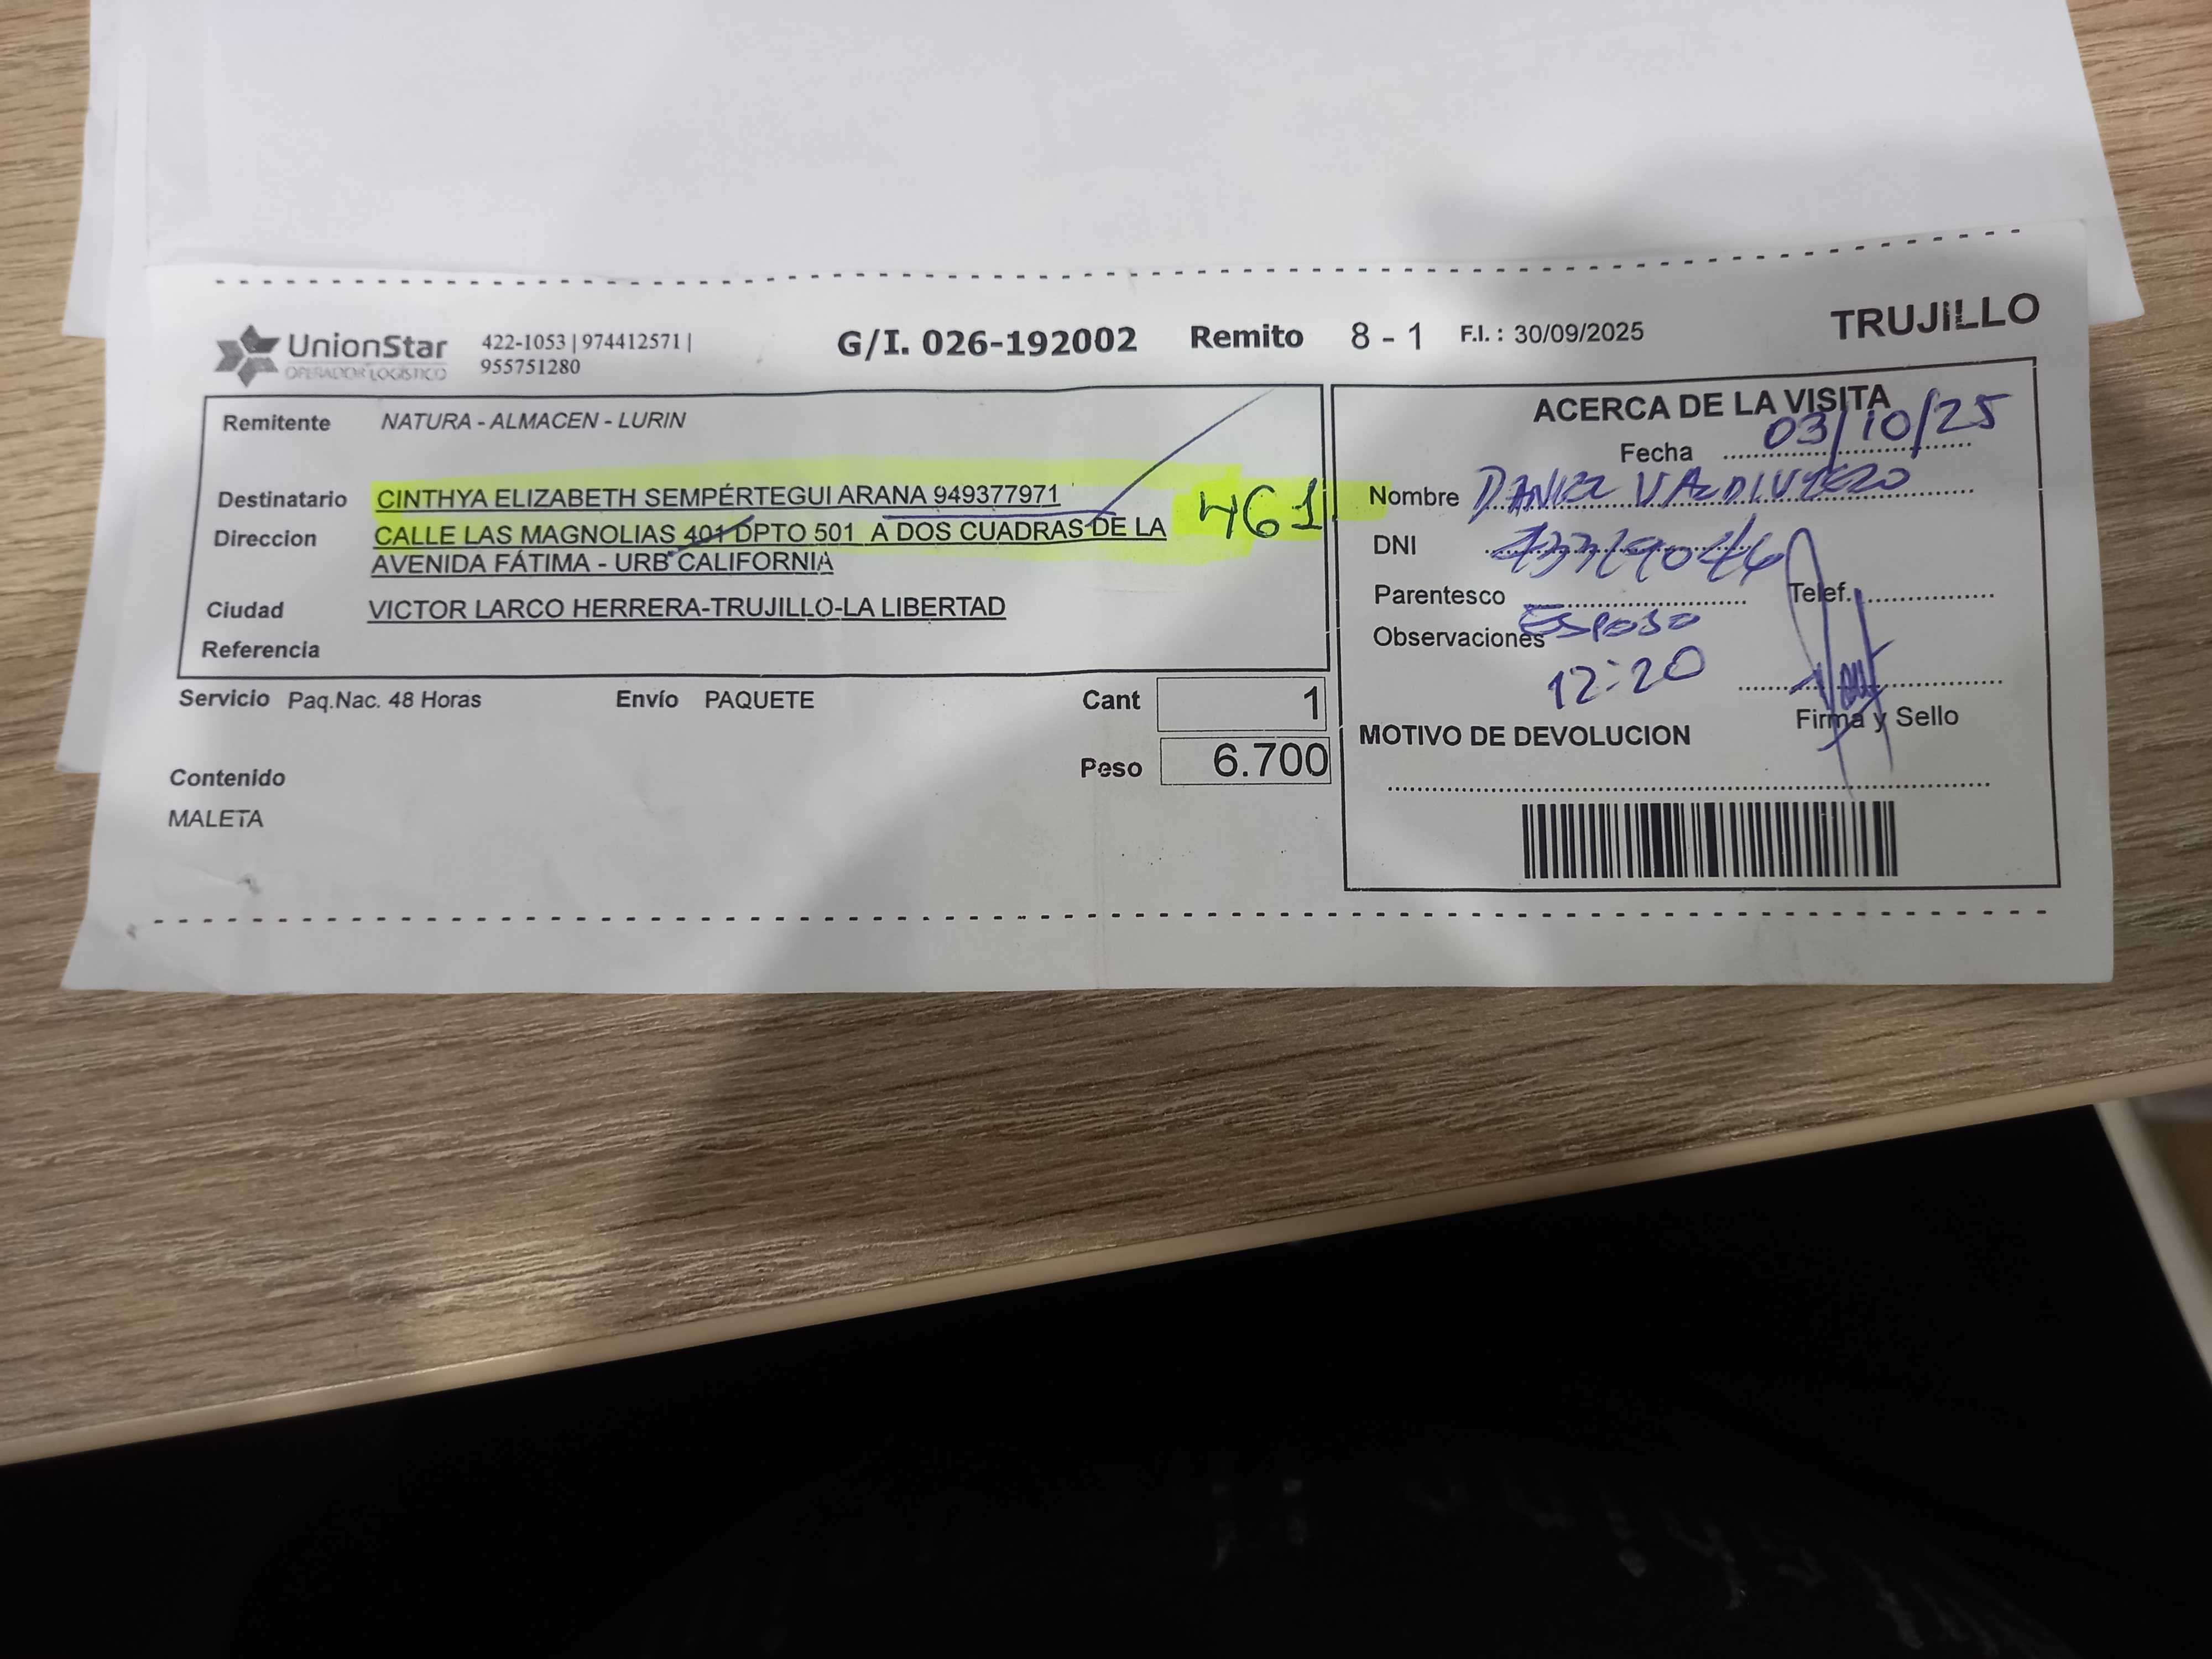 UnionStar
OPERADOR LOGÍSTICO
422-1053 | 974412571 |
955751280
G/I. 026-192002 Remito 8 - 1 F.I. : 30/09/2025
TRUJILLO
Remitente NATURA - ALMACEN - LURIN
Destinatario CINTHYA ELIZABETH SEMPÉRTEGUI ARANA 949377971
Direccion CALLE LAS MAGNOLIAS 401 DPTO 501 A DOS CUADRAS DE LA
AVENIDA FÁTIMA - URB CALIFORNIA
461
Ciudad VICTOR LARCO HERRERA-TRUJILLO-LA LIBERTAD
Referencia
Servicio Paq.Nac. 48 Horas Envío PAQUETE Cant 1
Peso 6.700
Contenido
MALETA
ACERCA DE LA VISITA
Fecha 03/10/25
Nombre DANIEL
DNI
Parentesco Telef.
Esposo
Observaciones
12:20
Firma y Sello
MOTIVO DE DEVOLUCION